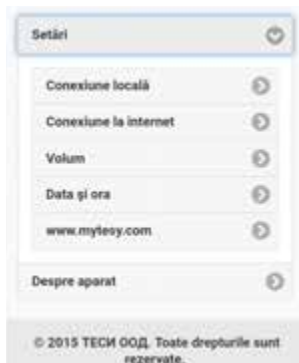 Setări
Conexiune locală
Conexiune la internet
Volum
Data și ora
www.mytesy.com
Despre aparat
© 2015 ТЕСИ ООД. Toate drepturile sunt
rezervate.